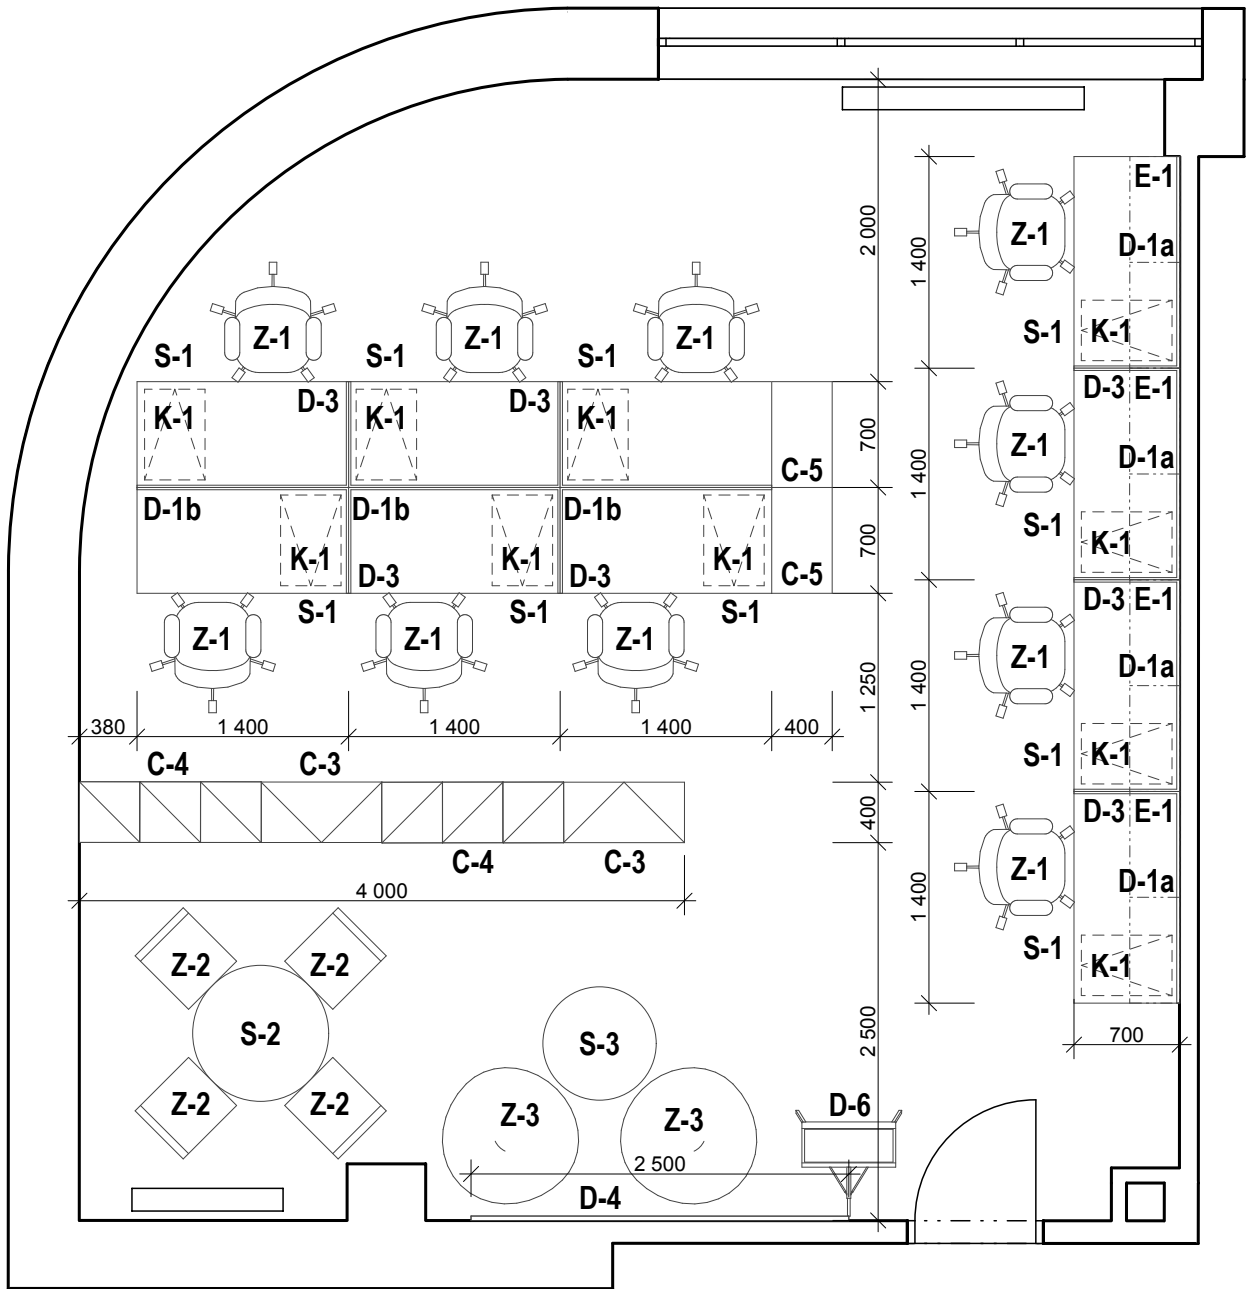 E-1
Z-1
D-1a
2 000
1 400
S-1
K-1
Z-1
Z-1
Z-1
S-1
S-1
S-1
K-1
D-3
K-1
D-3
K-1
700
C-5
D-3
E-1
Z-1
1 400
D-1a
S-1
K-1
D-1b
D-1b
D-1b
K-1
D-3
K-1
D-3
K-1
700
C-5
S-1
S-1
S-1
Z-1
Z-1
Z-1
D-3
E-1
Z-1
D-1a
1 250
1 400
S-1
K-1
380
1 400
1 400
1 400
400
C-4
C-3
400
C-4
C-3
4 000
D-3
E-1
Z-1
D-1a
1 400
S-1
K-1
Z-2
Z-2
S-2
Z-2
Z-2
S-3
2 500
700
Z-3
Z-3
D-6
2 500
D-4